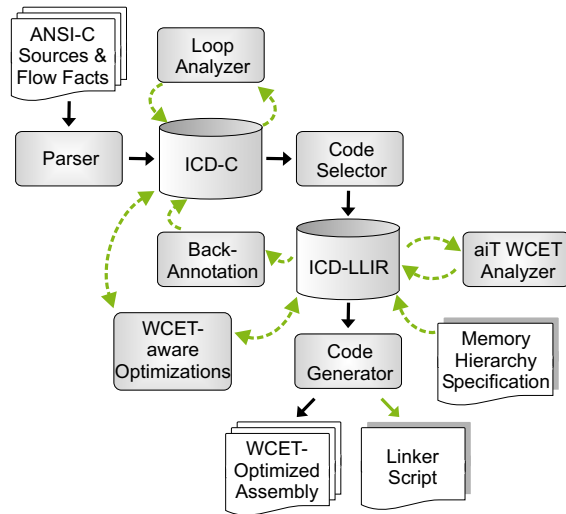 ANSI-C
Sources &
Flow Facts
Loop
Analyzer
Parser
ICD-C
Code
Selector
Back-
Annotation
ICD-LLIR
aiT WCET
Analyzer
WCET-
aware
Optimizations
Code
Generator
Memory
Hierarchy
Specification
WCET-
Optimized
Assembly
Linker
Script